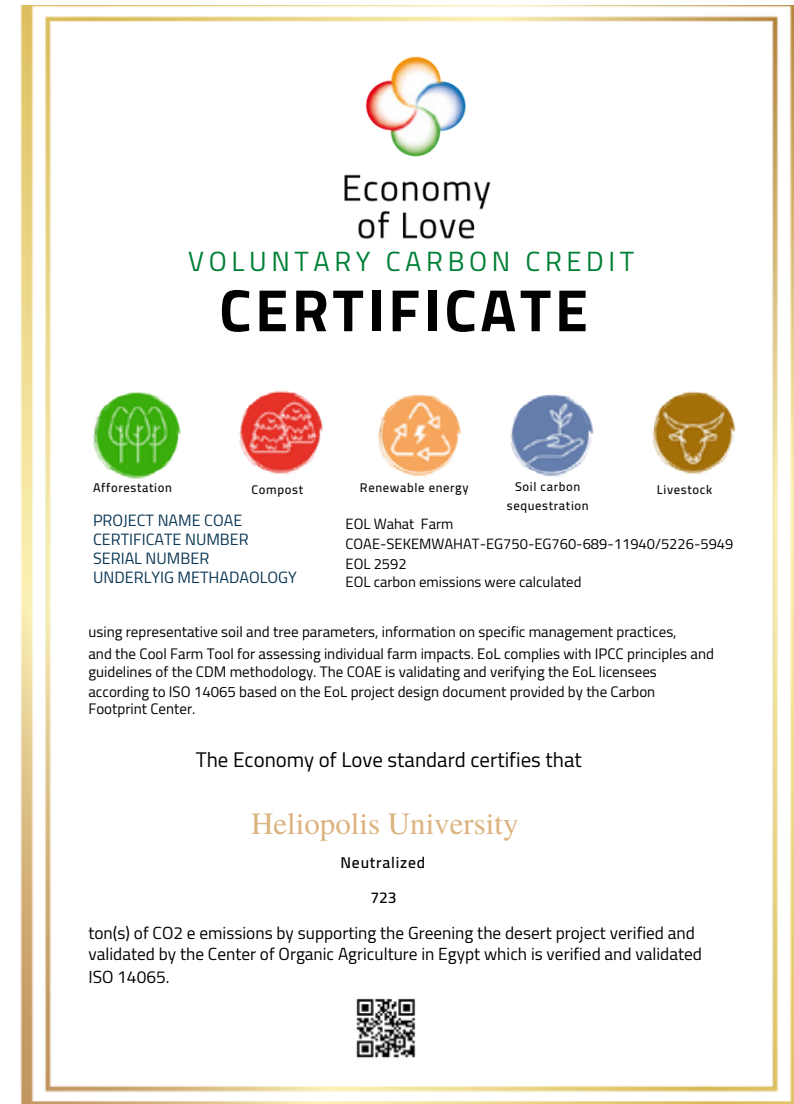 Economy
of Love
VOLUNTARY CARBON CREDIT
CERTIFICATE
Afforestation
Compost
Renewable energy
Soil carbon
sequestration
Livestock
PROJECT NAME COAE
CERTIFICATE NUMBER
SERIAL NUMBER
UNDERLYIG METHADAOLOGY
EOL Wahat Farm
COAE-SEKEMWAHAT-EG750-EG760-689-11940/5226-5949
EOL 2592
EOL carbon emissions were calculated
using representative soil and tree parameters, information on specific management practices,
and the Cool Farm Tool for assessing individual farm impacts. EoL complies with IPCC principles and
guidelines of the CDM methodology. The COAE is validating and verifying the EoL licensees
according to ISO 14065 based on the EoL project design document provided by the Carbon
Footprint Center.
The Economy of Love standard certifies that
Heliopolis University
Neutralized
723
ton(s) of CO2 e emissions by supporting the Greening the desert project verified and
validated by the Center of Organic Agriculture in Egypt which is verified and validated
ISO 14065.